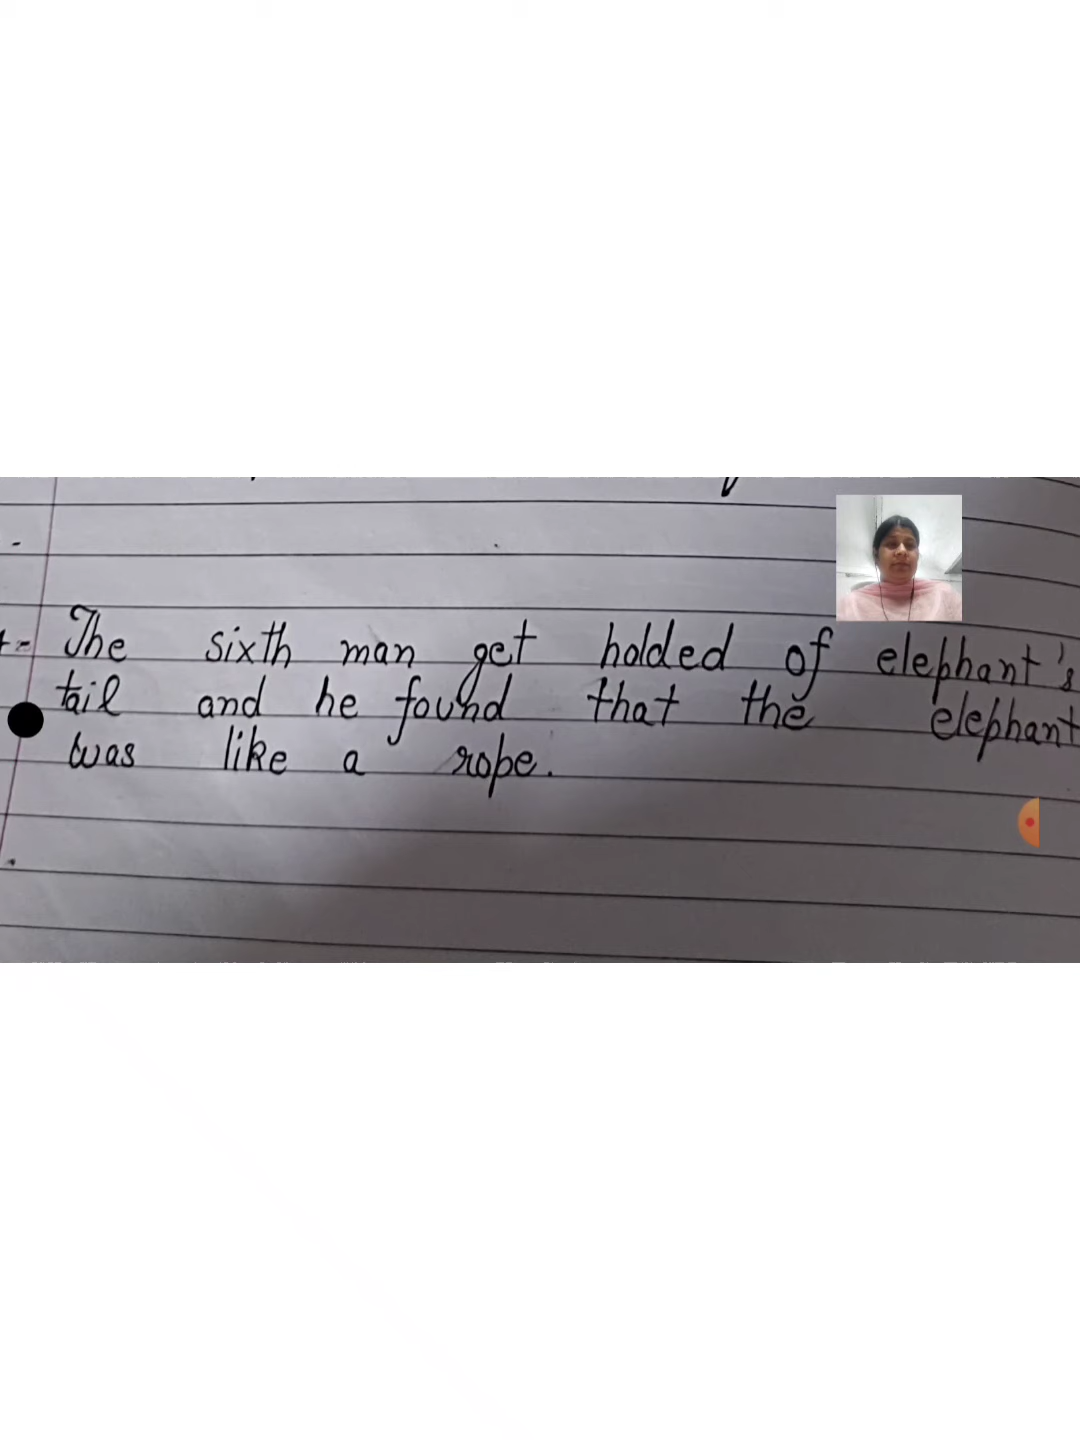 The sixth man get holded of elephant's
tail and he found that the elephant
was like a rope.